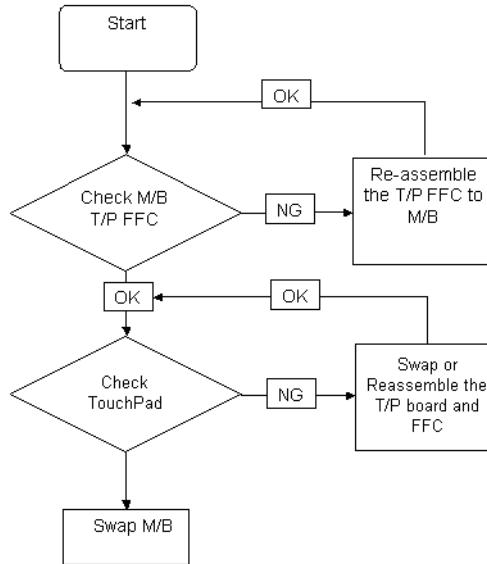 Start
OK
Check M/B
T/P FFC
NG
Re-assemble
the T/P FFC to
M/B
OK
OK
Check
TouchPad
NG
Swap or
Reassemble the
T/P board and
FFC
Swap M/B